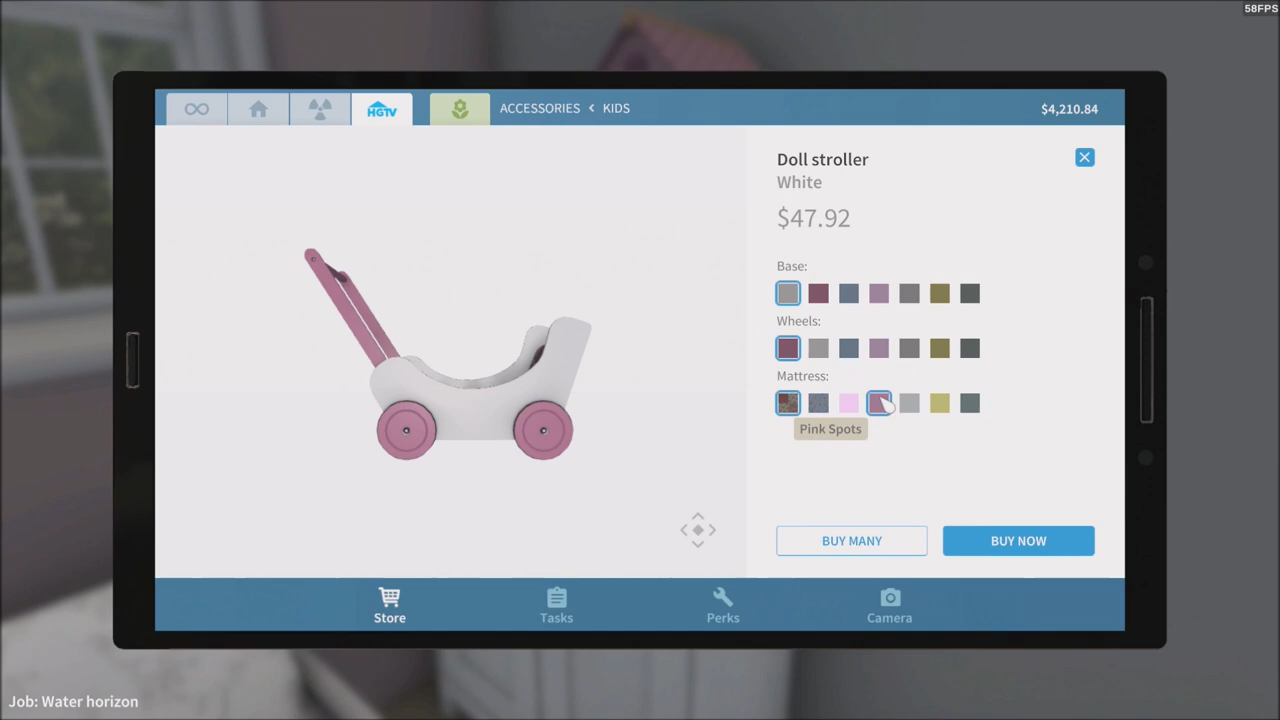 58FPS
HGTV
ACCESSORIES < KIDS
$4,210.84
Doll stroller
White
$47.92
Base:
Wheels:
Mattress:
Pink Spots
BUY MANY
BUY NOW
Store
Tasks
Perks
Camera
Job: Water horizon